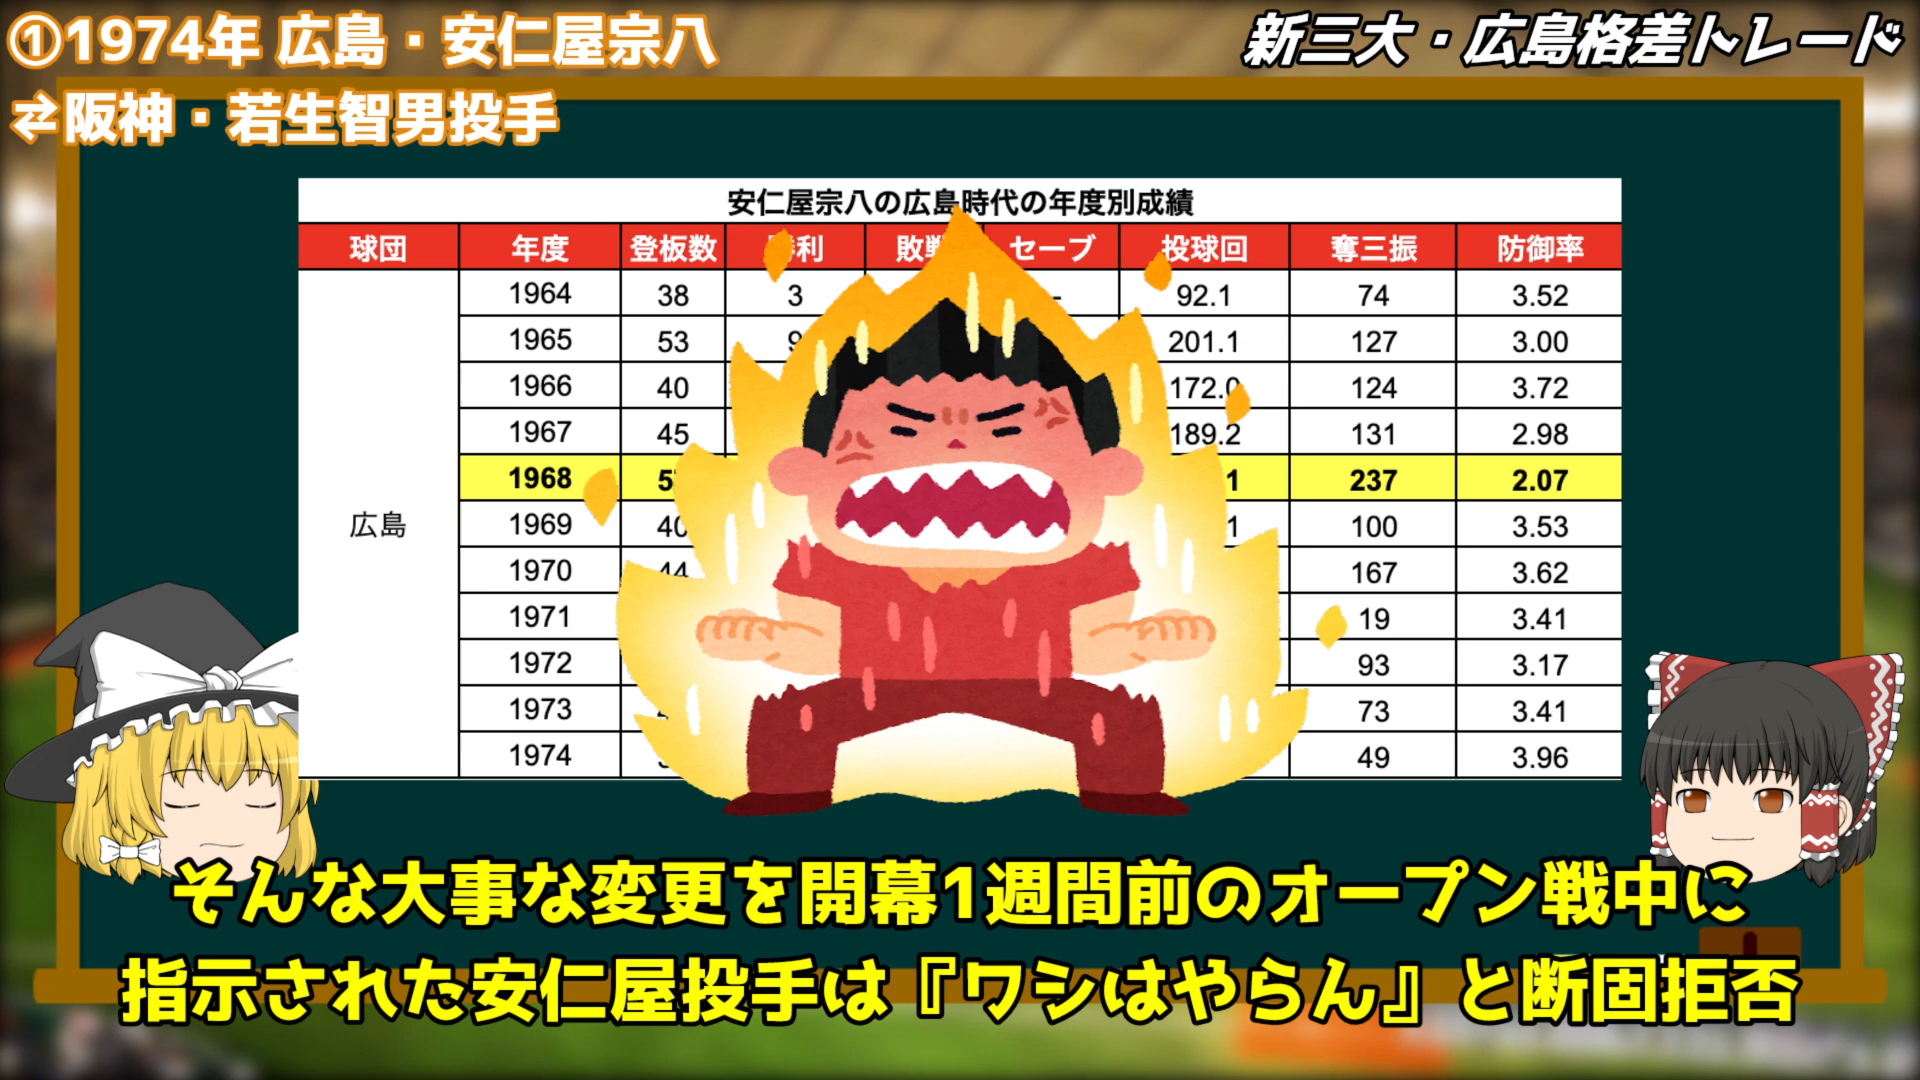 ①1974年 広島・安仁屋宗八
⇄阪神・若生智男投手
新三大・広島格差トレード
安仁屋宗八の広島時代の年度別成績
球団 年度 登板数 利 セーブ 投球回 奪三振 防御率
広島
1964 38 3 - 92.1 74 3.52
1965 53 201.1 127 3.00
1966 40 124 3.72
1967 45 189.2 131 2.98
1968 237 2.07
1969 40 100 3.53
1970 44 167 3.62
1971 19 3.41
1972 93 3.17
1973 73 3.41
1974 49 3.96
そんな大事な変更を開幕1週間前のオープン戦中に
指示された安仁屋投手は『ワシはやらん』と断固拒否